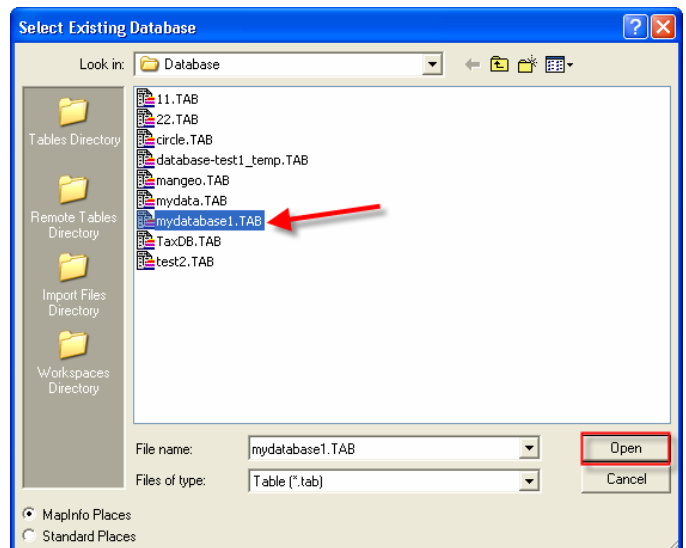 Select Existing Database
Look in: Database
Tables Directory
Remote Tables
Directory
Import Files
Directory
Workspaces
Directory
11.TAB
22.TAB
circle.TAB
database-test1_temp.TAB
mangeo.TAB
mydata.TAB
mydatabase1.TAB
TaxDB.TAB
test2.TAB
File name: mydatabase1.TAB Open
Files of type: Table (*.tab) Cancel
MapInfo Places
Standard Places